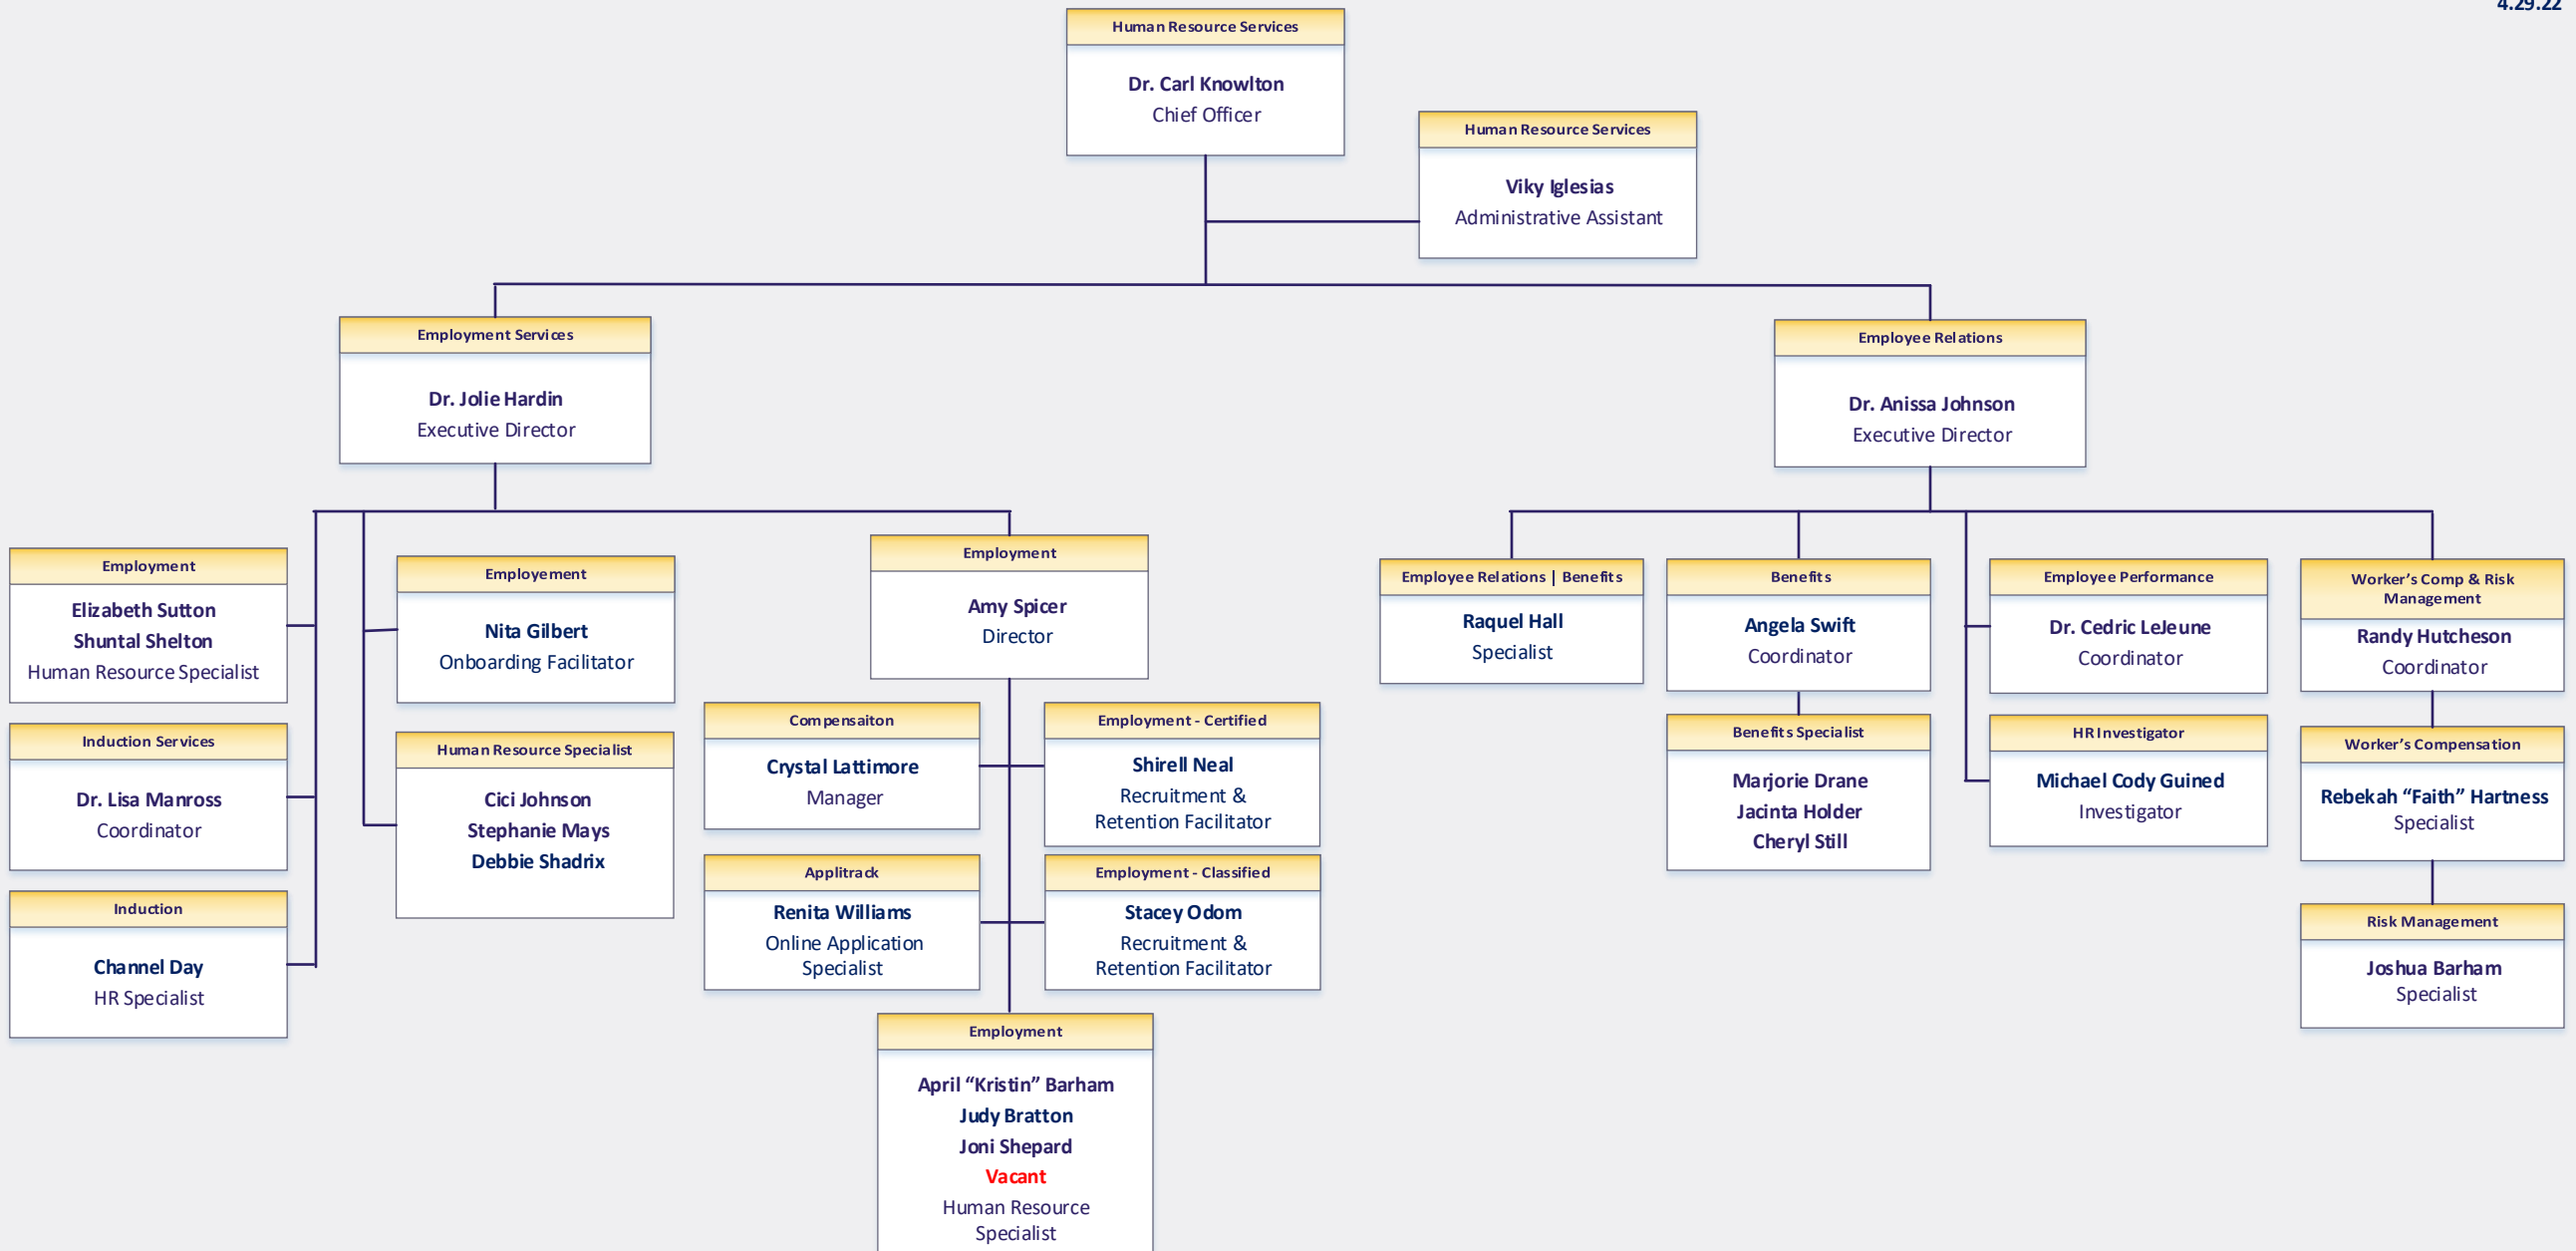 4.29.22
Human Resource Services
Dr. Carl Knowlton
Chief Officer
Human Resource Services
Viky Iglesias
Administrative Assistant
Employment Services
Dr. Jolie Hardin
Executive Director
Employee Relations
Dr. Anissa Johnson
Executive Director
Employment
Elizabeth Sutton
Shuntal Shelton
Human Resource Specialist
Induction Services
Dr. Lisa Manross
Coordinator
Induction
Channel Day
HR Specialist
Employement
Nita Gilbert
Onboarding Facilitator
Human Resource Specialist
Cici Johnson
Stephanie Mays
Debbie Shadrix
Employment
Amy Spicer
Director
Compensaiton
Crystal Lattimore
Manager
Employment - Certified
Shirell Neal
Recruitment &
Retention Facilitator
Applitrack
Renita Williams
Online Application
Specialist
Employment - Classified
Stacey Odom
Recruitment &
Retention Facilitator
Employment
April “Kristin” Barham
Judy Bratton
Joni Shepard
Vacant
Human Resource
Specialist
Employee Relations | Benefits
Raquel Hall
Specialist
Benefits
Angela Swift
Coordinator
Benefits Specialist
Marjorie Drane
Jacinta Holder
Cheryl Still
Employee Performance
Dr. Cedric LeJeune
Coordinator
HR Investigator
Michael Cody Guined
Investigator
Worker’s Comp & Risk
Management
Randy Hutcheson
Coordinator
Worker’s Compensation
Rebekah “Faith” Hartness
Specialist
Risk Management
Joshua Barham
Specialist